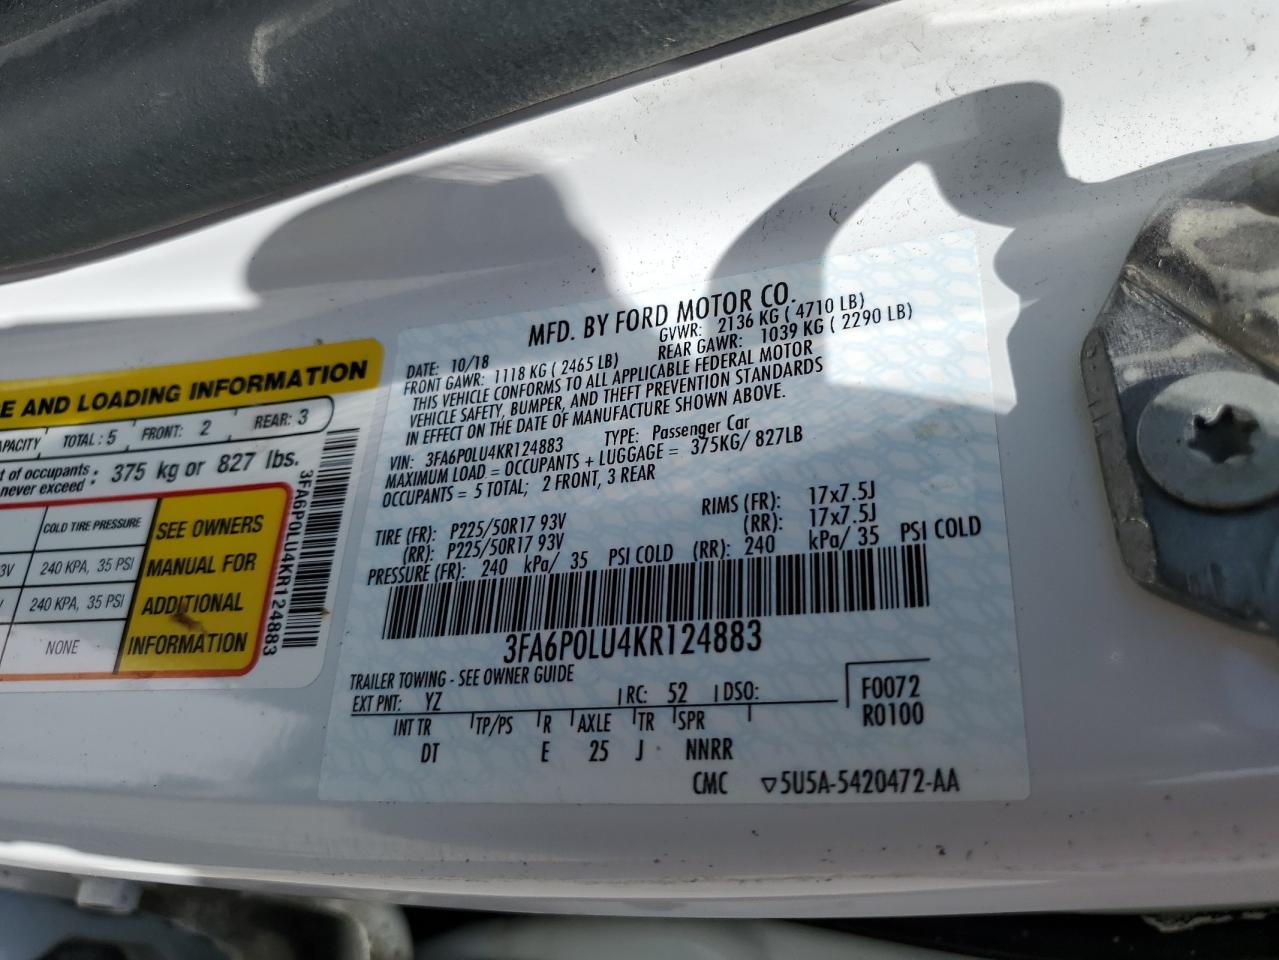 MFD. BY FORD MOTOR CO.
DATE: 10/18 GVWR: 2136 KG ( 4710 LB)
FRONT GAWR: 1118 KG ( 2465 LB) REAR GAWR: 1039 KG ( 2290 LB)
THIS VEHICLE CONFORMS TO ALL APPLICABLE FEDERAL MOTOR
VEHICLE SAFETY, BUMPER, AND THEFT PREVENTION STANDARDS
IN EFFECT ON THE DATE OF MANUFACTURE SHOWN ABOVE.
VIN: 3FA6P0LU4KR124883 TYPE: Passenger Car
MAXIMUM LOAD = OCCUPANTS + LUGGAGE = 375KG/ 827LB
OCCUPANTS = 5 TOTAL; 2 FRONT, 3 REAR
TIRE (FR): P225/50R17 93V RIMS (FR): 17x7.5J
(RR): P225/50R17 93V (RR): 17x7.5J
PRESSURE (FR): 240 kPa/ 35 PSI COLD (RR): 240 kPa/ 35 PSI COLD
3FA6P0LU4KR124883
TRAILER TOWING - SEE OWNER GUIDE
EXT PNT: YZ RC: 52 DSO: F0072
INT TR TP/PS R AXLE TR SPR R0100
DT E 25 J NNRR
CMC ▽5U5A-5420472-AA
E AND LOADING INFORMATION
APACITY TOTAL : 5 FRONT: 2 REAR: 3
t of occupants
never exceed : 375 kg or 827 lbs.
COLD TIRE PRESSURE
3V 240 KPA, 35 PSI
240 KPA, 35 PSI
NONE
SEE OWNERS
MANUAL FOR
ADDITIONAL
INFORMATION
3FA6P0LU4KR124883